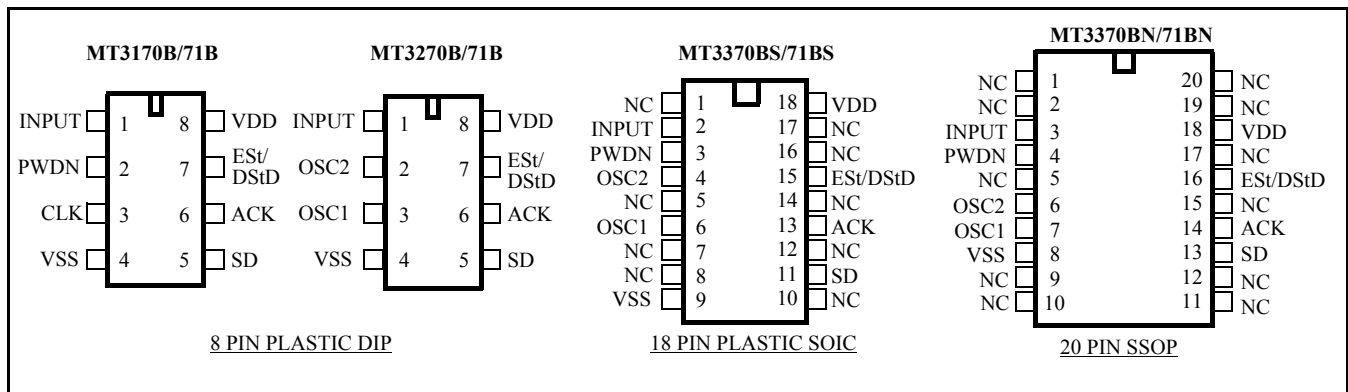 MT3170B/71B
INPUT 1 8 VDD
PWDN 2 7 ESt/
DStD
CLK 3 6 ACK
VSS 4 5 SD
MT3270B/71B
INPUT 1 8 VDD
OSC2 2 7 ESt/
DStD
OSC1 3 6 ACK
VSS 4 5 SD
8 PIN PLASTIC DIP
MT3370BS/71BS
NC 1 18 VDD
INPUT 2 17 NC
PWDN 3 16 NC
OSC2 4 15 ESt/DStD
NC 5 14 NC
OSC1 6 13 ACK
NC 7 12 NC
NC 8 11 SD
VSS 9 10 NC
18 PIN PLASTIC SOIC
MT3370BN/71BN
NC 1 20 NC
NC 2 19 NC
INPUT 3 18 VDD
PWDN 4 17 NC
NC 5 16 ESt/DStD
OSC2 6 15 NC
OSC1 7 14 ACK
VSS 8 13 SD
NC 9 12 NC
NC 10 11 NC
20 PIN SSOP